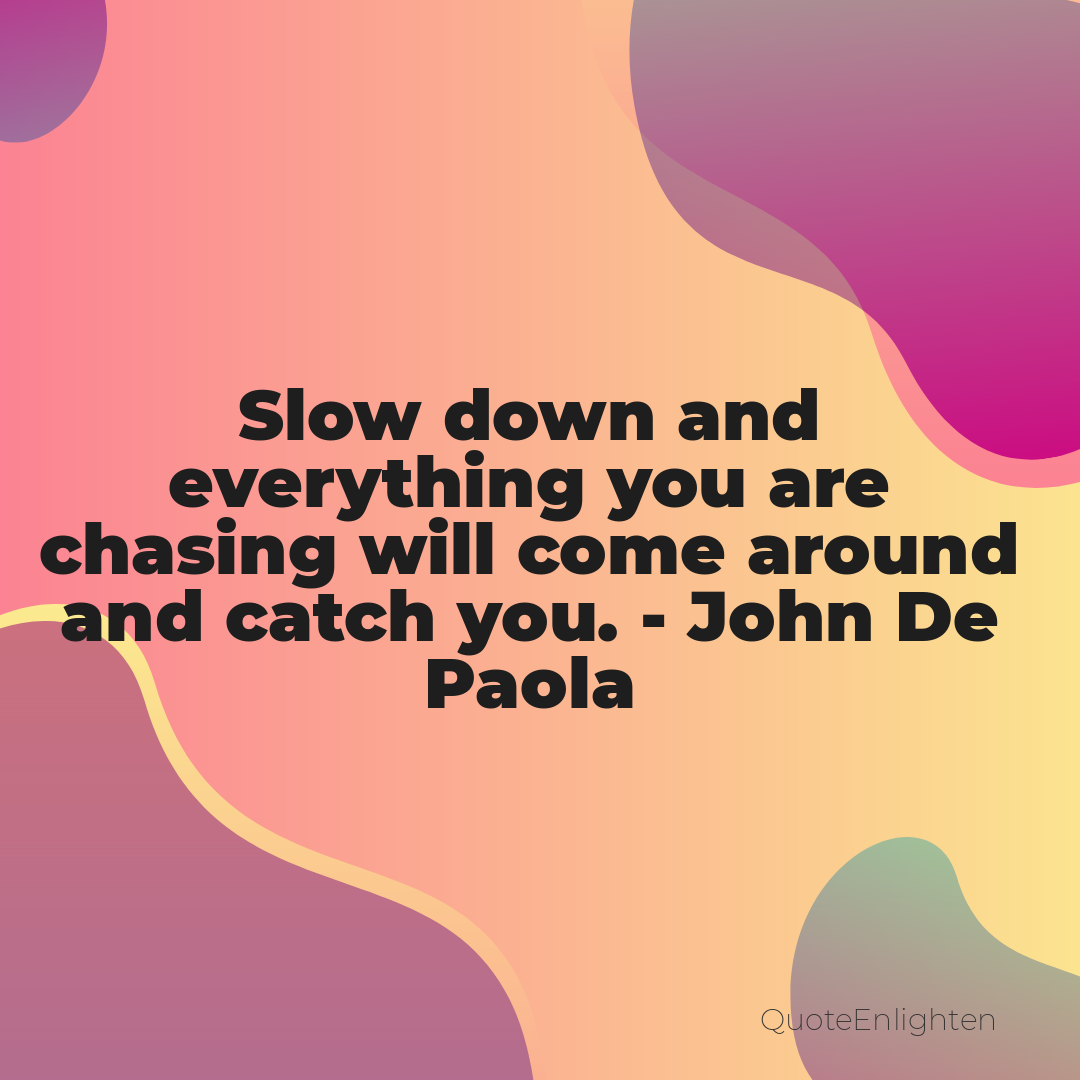 Slow down and
everything you are
chasing will come around
and catch you. - John De
Paola
QuoteEnlighten